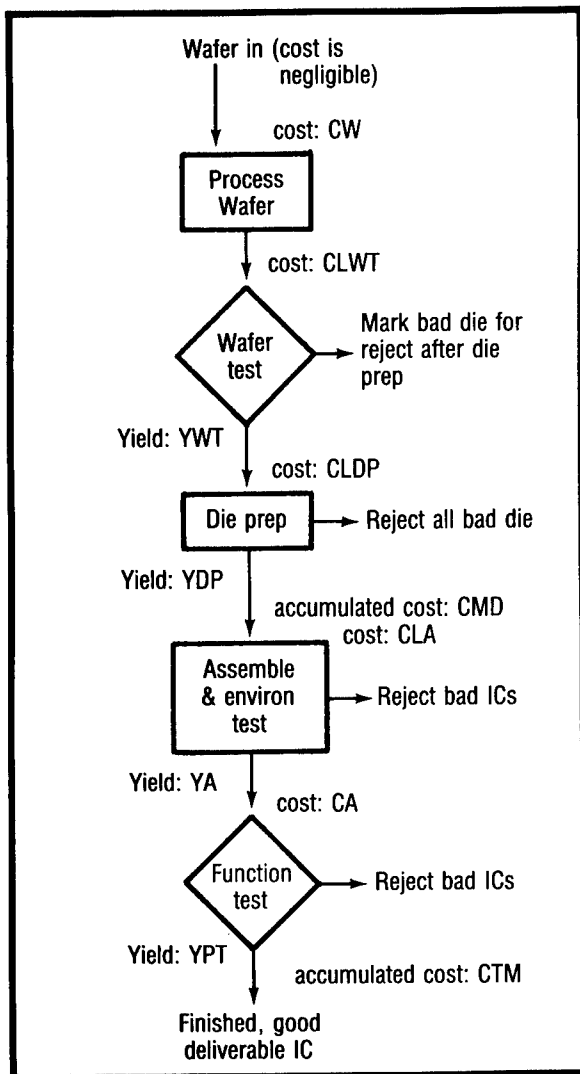 Wafer in (cost is
negligible)
cost: CW
Process
Wafer
cost: CLWT
Wafer
test
Mark bad die for
reject after die
prep
Yield: YWT
cost: CLDP
Die prep
Reject all bad die
Yield: YDP
accumulated cost: CMD
cost: CLA
Assemble
& environ
test
Reject bad ICs
Yield: YA
cost: CA
Function
test
Reject bad ICs
Yield: YPT
accumulated cost: CTM
Finished, good
deliverable IC